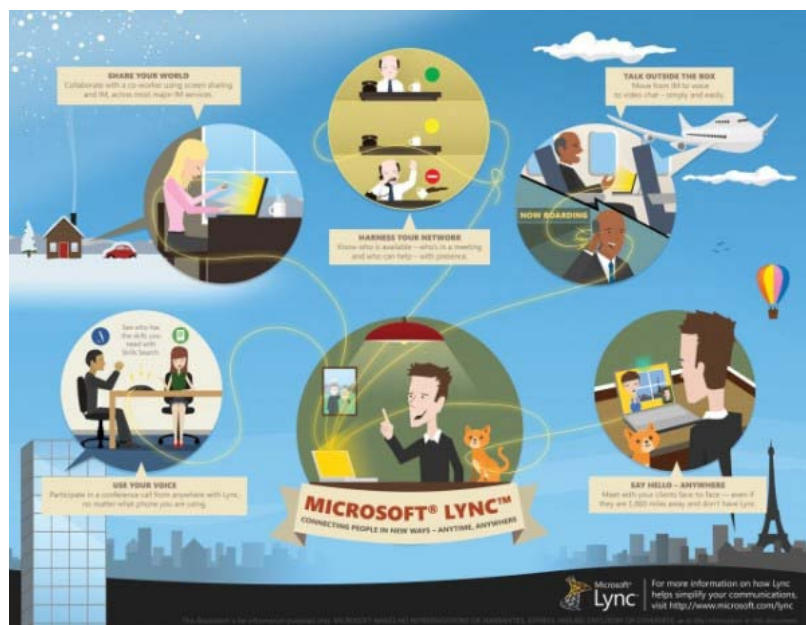 SHARE YOUR WORLD
Collaborate with a co-worker using screen sharing
and IM, across most major IM services.
TALK OUTSIDE THE BOX
Move from IM to voice
to video chat – simply and easily.
NOW BOARDING
HARNESS YOUR NETWORK
Know who is available – who's in a meeting
and who can help – with presence.
See who has
the skills you
need with
Skills Search
USE YOUR VOICE
Participate in a conference call from anywhere with Lync,
no matter what phone you are using.
MICROSOFT® LYNC™
CONNECTING PEOPLE IN NEW WAYS – ANYTIME, ANYWHERE
SAY HELLO – ANYWHERE
Meet with your clients face to face — even if
they are miles away and don't have Lync.
Microsoft®
Lync
For more information on how Lync
helps simplify your communications,
visit http://www.microsoft.com/lync